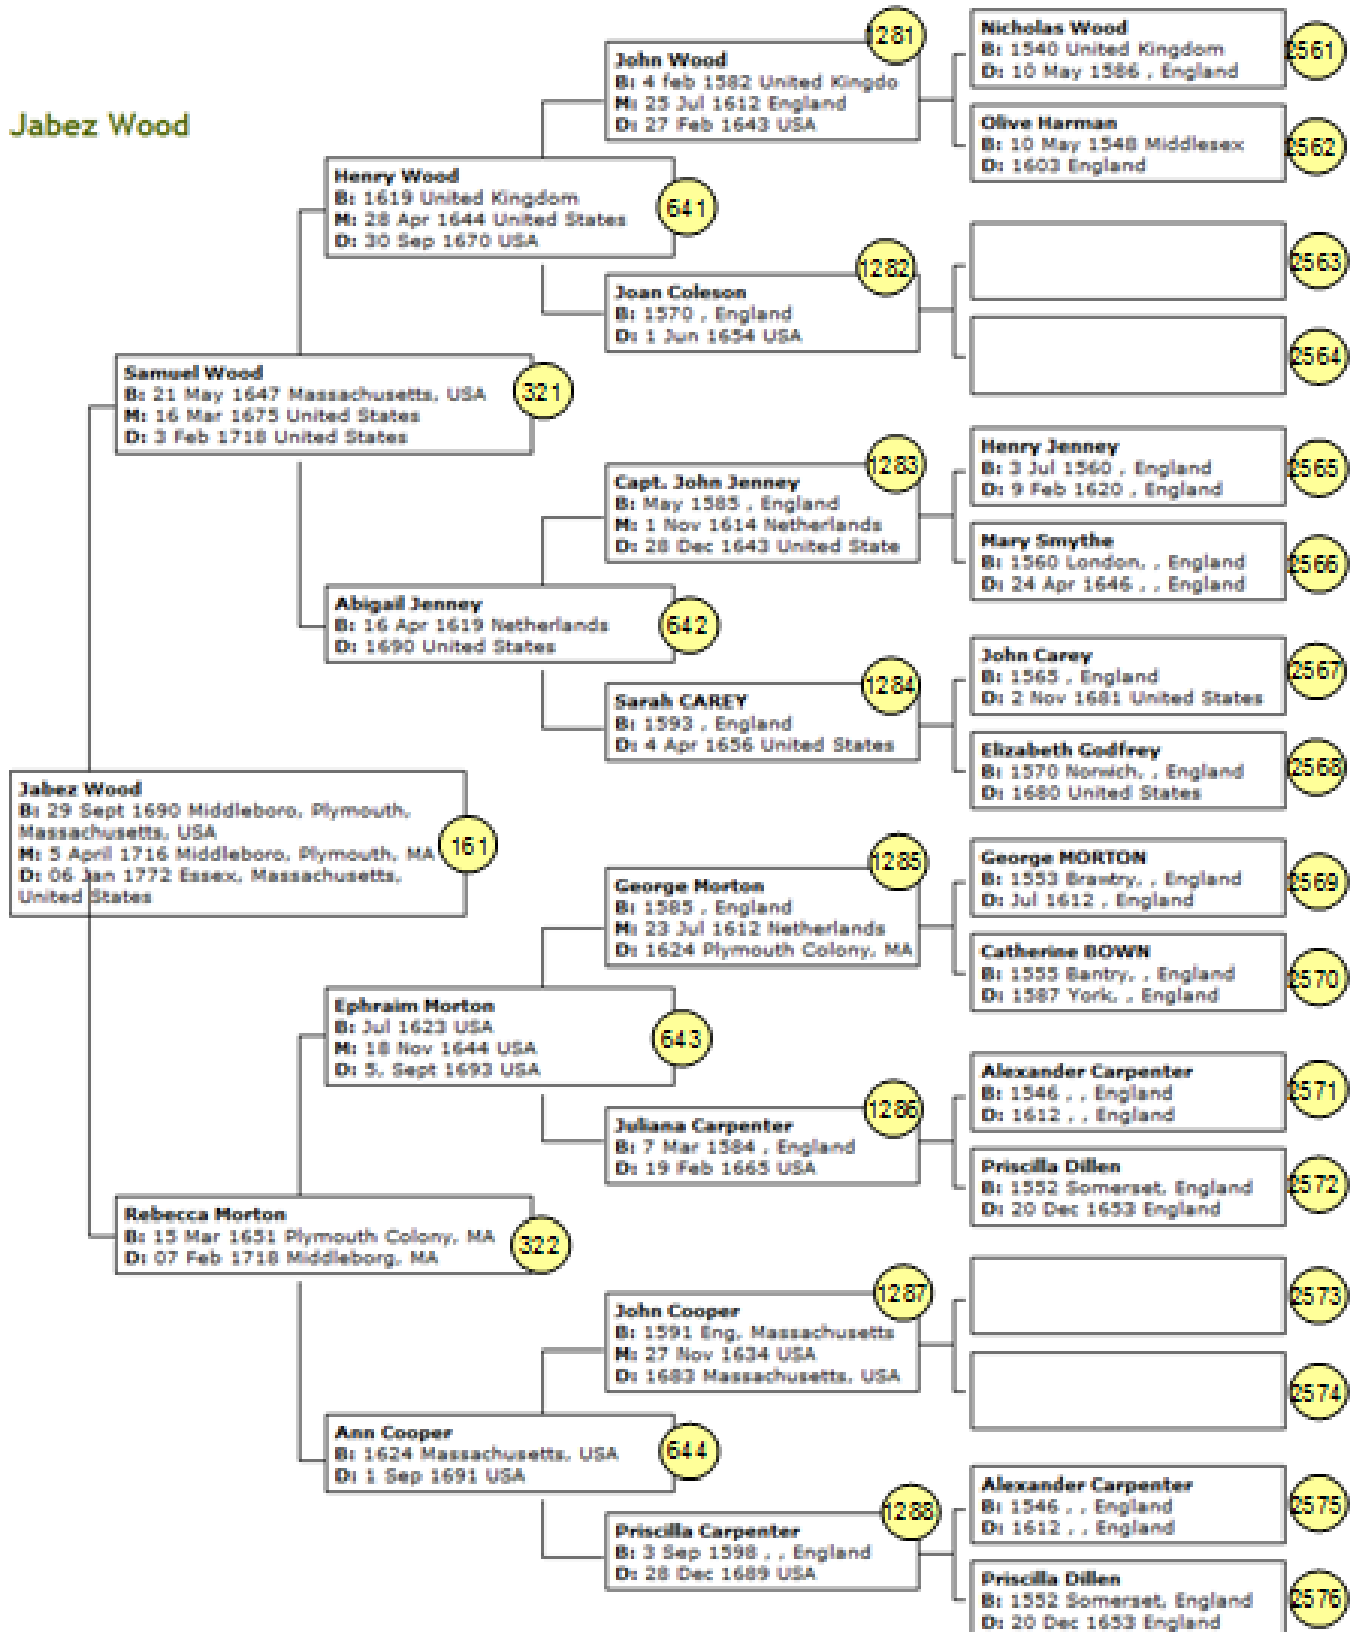 Jabez Wood
Jabez Wood
B: 29 Sept 1690 Middleboro, Plymouth,
Massachusetts, USA
M: 5 April 1716 Middleboro, Plymouth, MA
D: 06 Jan 1772 Essex, Massachusetts,
United States
161
Samuel Wood
B: 21 May 1647 Massachusetts, USA
M: 16 Mar 1675 United States
D: 3 Feb 1718 United States
321
Rebecca Morton
B: 15 Mar 1651 Plymouth Colony, MA
D: 07 Feb 1718 Middleborg, MA
322
Henry Wood
B: 1619 United Kingdom
M: 28 Apr 1644 United States
D: 30 Sep 1670 USA
641
Abigail Jenney
B: 16 Apr 1619 Netherlands
D: 1690 United States
642
Ephraim Morton
B: Jul 1623 USA
M: 18 Nov 1644 USA
D: 5, Sept 1693 USA
643
Ann Cooper
B: 1624 Massachusetts, USA
D: 1 Sep 1691 USA
644
John Wood
B: 4 feb 1582 United Kingdo
M: 25 Jul 1612 England
D: 27 Feb 1643 USA
1281
Joan Coleson
B: 1570 , England
D: 1 Jun 1654 USA
1282
Capt. John Jenney
B: May 1585 , England
M: 1 Nov 1614 Netherlands
D: 28 Dec 1643 United State
1283
Sarah CAREY
B: 1593 , England
D: 4 Apr 1656 United States
1284
George Morton
B: 1585 , England
M: 23 Jul 1612 Netherlands
D: 1624 Plymouth Colony, MA
1285
Juliana Carpenter
B: 7 Mar 1584 , England
D: 19 Feb 1665 USA
1286
John Cooper
B: 1591 Eng, Massachusetts
M: 27 Nov 1634 USA
D: 1683 Massachusetts, USA
1287
Priscilla Carpenter
B: 3 Sep 1598 , , England
D: 28 Dec 1689 USA
1288
Nicholas Wood
B: 1540 United Kingdom
D: 10 May 1586 , England
2561
Olive Harman
B: 10 May 1548 Middlesex
D: 1603 England
2562
2563
2564
Henry Jenney
B: 3 Jul 1560 , England
D: 9 Feb 1620 , England
2565
Mary Smythe
B: 1560 London, , England
D: 24 Apr 1646 , , England
2566
John Carey
B: 1565 , England
D: 2 Nov 1681 United States
2567
Elizabeth Godfrey
B: 1570 Norwich, , England
D: 1680 United States
2568
George MORTON
B: 1553 Brawtry, , England
D: Jul 1612 , England
2569
Catherine BOWN
B: 1555 Bantry, , England
D: 1587 York, , England
2570
Alexander Carpenter
B: 1546 , , England
D: 1612 , , England
2571
Priscilla Dillen
B: 1552 Somerset, England
D: 20 Dec 1653 England
2572
2573
2574
Alexander Carpenter
B: 1546 , , England
D: 1612 , , England
2575
Priscilla Dillen
B: 1552 Somerset, England
D: 20 Dec 1653 England
2576